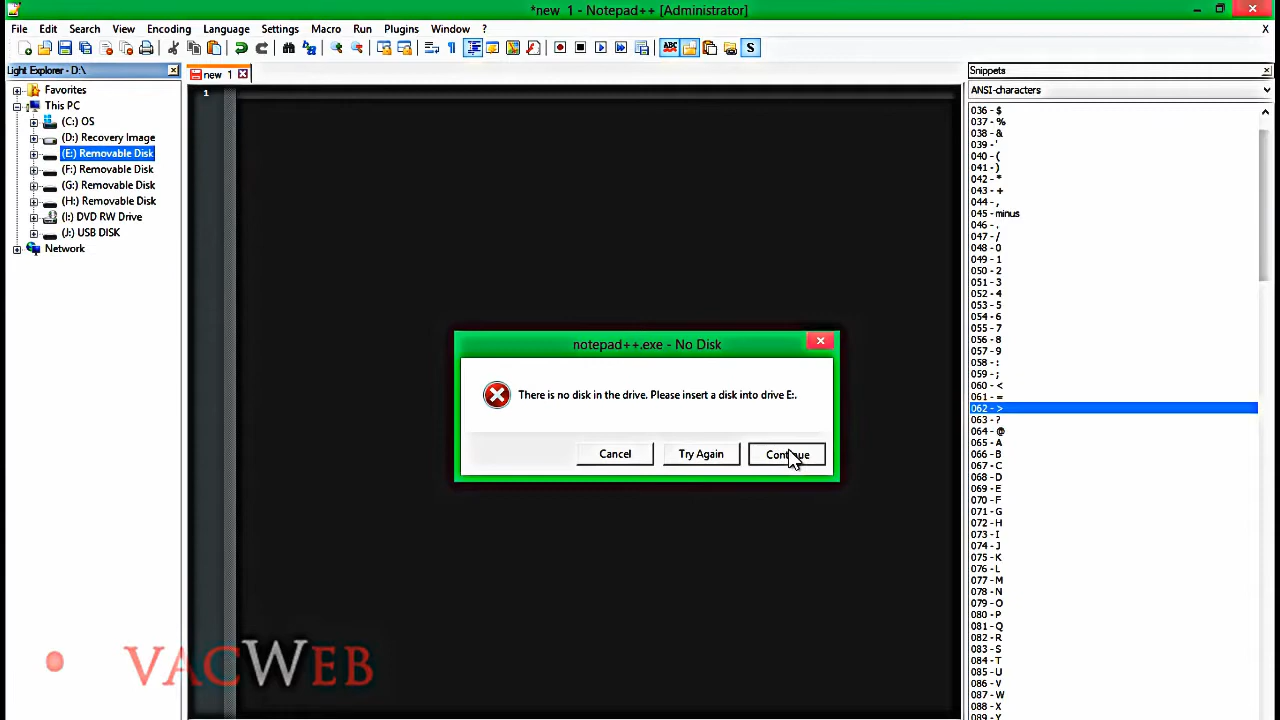 *new 1 - Notepad++ [Administrator]
File Edit Search View Encoding Language Settings Macro Run Plugins Window ? X
Light Explorer - D:\
Favorites
This PC
(C:) OS
(D:) Recovery Image
(E:) Removable Disk
(F:) Removable Disk
(G:) Removable Disk
(H:) Removable Disk
(I:) DVD RW Drive
(J:) USB DISK
Network
new 1
1
ABC
S
notepad++.exe - No Disk
There is no disk in the drive. Please insert a disk into drive E:.
Cancel Try Again
Snippets
ANSI-characters
036 - $
037 - %
038 - &
039 - '
040 - (
041 - )
042 - *
043 - +
044 - ,
045 - minus
046 - .
047 - /
048 - 0
049 - 1
050 - 2
051 - 3
052 - 4
053 - 5
054 - 6
055 - 7
056 - 8
057 - 9
058 - :
059 - ;
060 - <
061 - =
062 - >
063 - ?
064 - @
065 - A
066 - B
067 - C
068 - D
069 - E
070 - F
071 - G
072 - H
073 - I
074 - J
075 - K
076 - L
077 - M
078 - N
079 - O
080 - P
081 - Q
082 - R
083 - S
084 - T
085 - U
086 - V
087 - W
088 - X
089 - Y
VACWEB